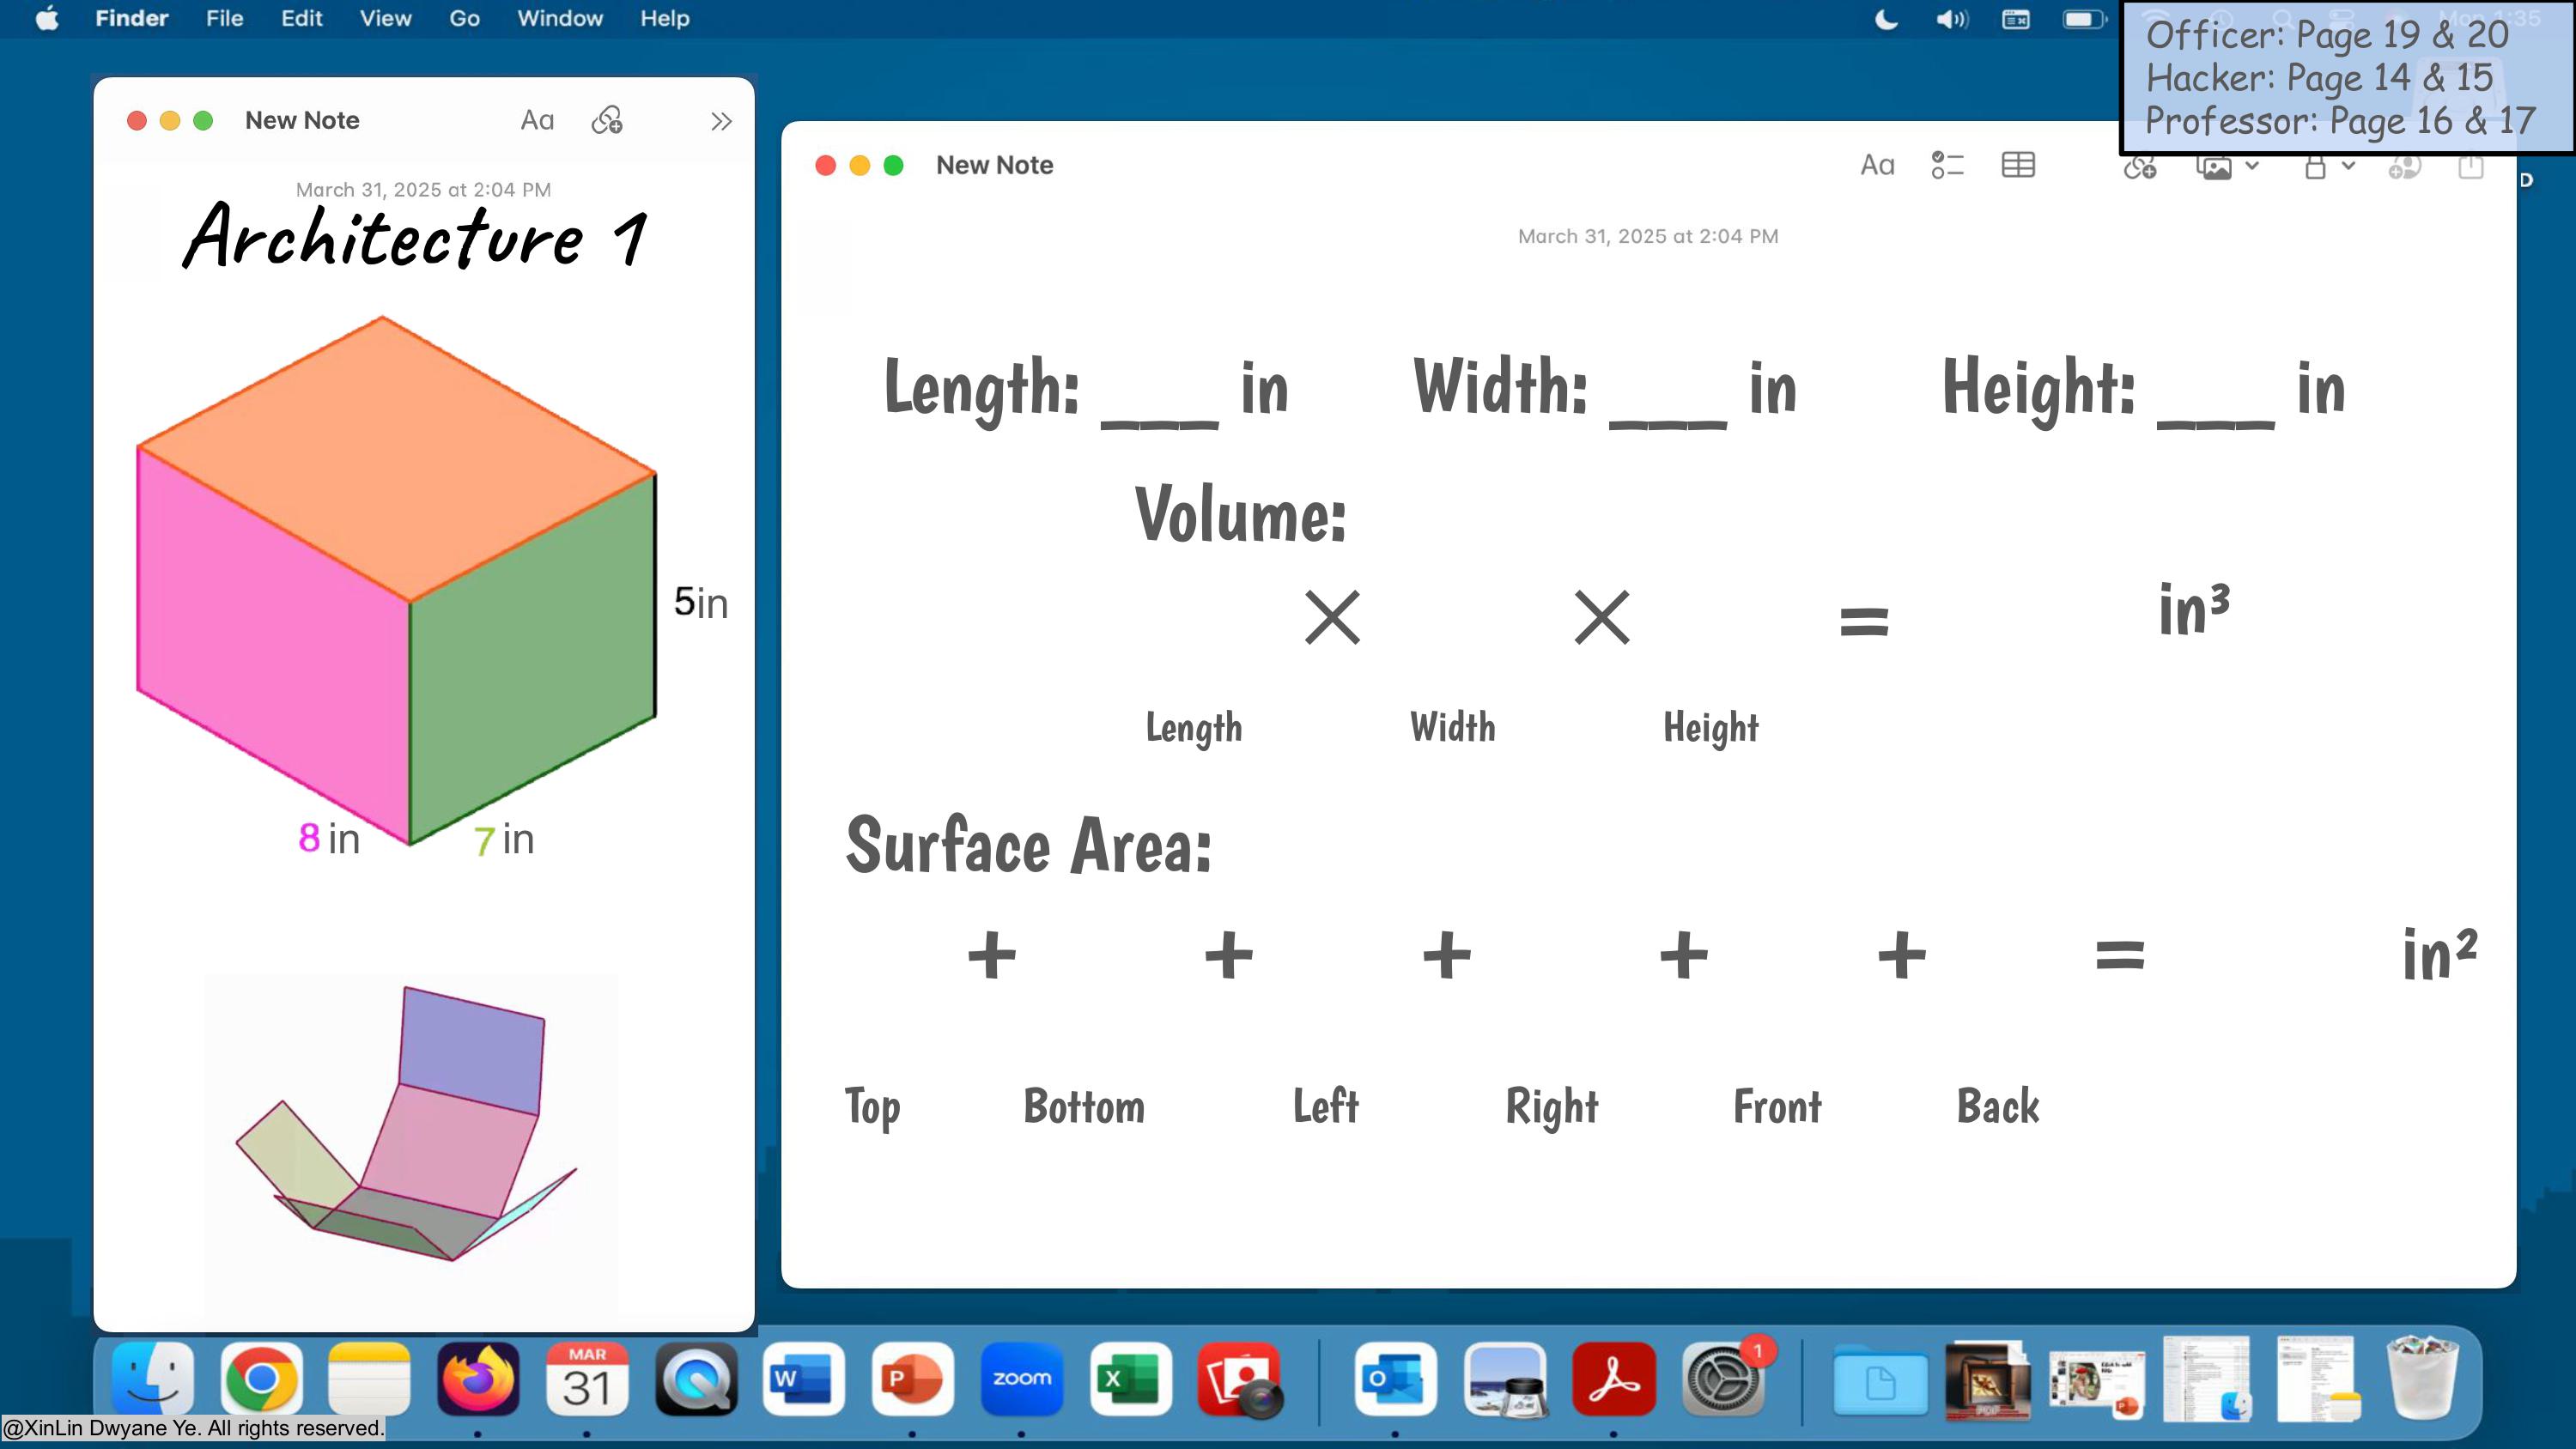 Finder File Edit View Go Window Help
Officer: Page 19 & 20
Hacker: Page 14 & 15
Professor: Page 16 & 17
New Note Aa
March 31, 2025 at 2:04 PM
Architecture 1
5in
8 in 7 in
New Note Aa
D
March 31, 2025 at 2:04 PM
Length: ___ in Width: ___ in Height: ___ in
Volume:
× × = in³
Length Width Height
Surface Area:
+ + + + + = in²
Top Bottom Left Right Front Back
MAR
31
W
P
zoom
X
O
1
@XinLin Dwyane Ye. All rights reserved.